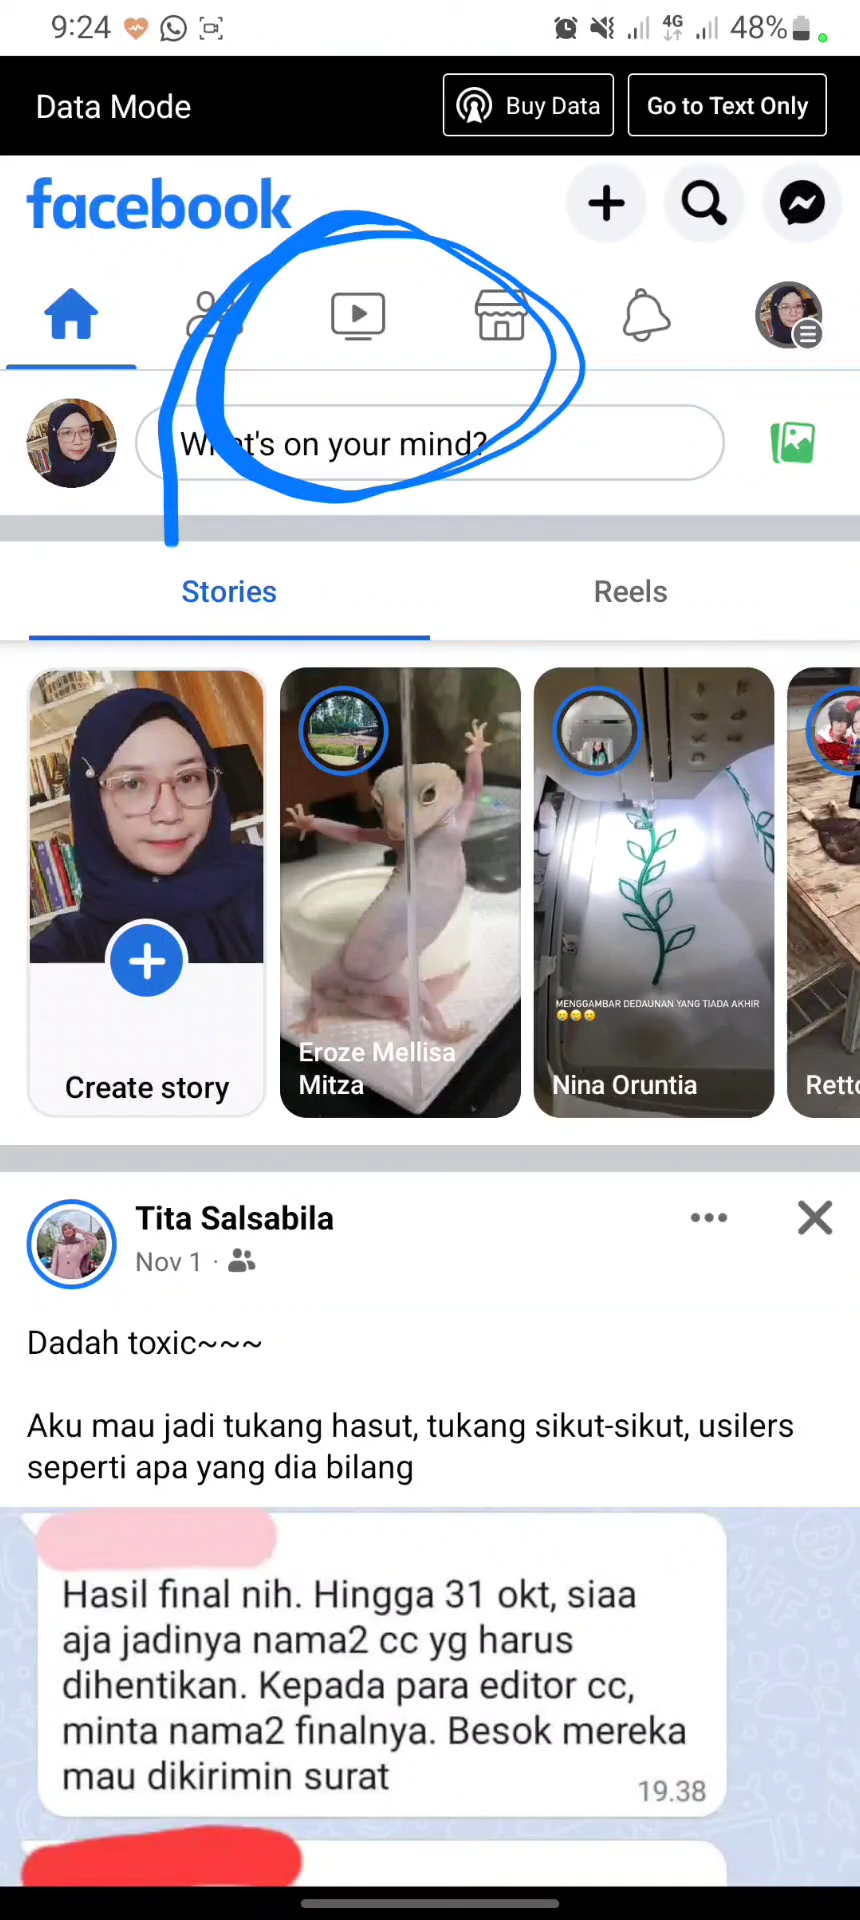 9:24 4G 48%
Data Mode Buy Data Go to Text Only
facebook
What's on your mind?
Stories Reels
MENGGAMBAR DEDAUNAN YANG TIADA AKHIR
Eroze Mellisa
Mitza
Create story Nina Oruntia Retto
Tita Salsabila
Nov 1 ·
Dadah toxic~~~
Aku mau jadi tukang hasut, tukang sikut-sikut, usilers
seperti apa yang dia bilang
Hasil final nih. Hingga 31 okt, siaa
aja jadinya nama2 cc yg harus
dihentikan. Kepada para editor cc,
minta nama2 finalnya. Besok mereka
mau dikirimin surat
19.38